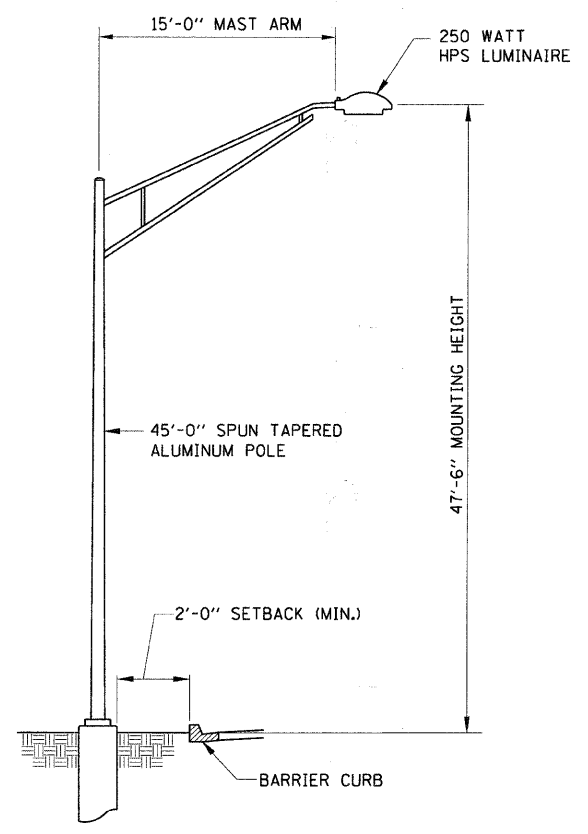 15'-0" MAST ARM
250 WATT
HPS LUMINAIRE
47'-6" MOUNTING HEIGHT
45'-0" SPUN TAPERED
ALUMINUM POLE
2'-0" SETBACK (MIN.)
BARRIER CURB